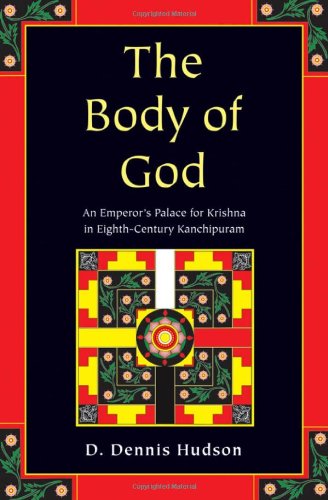 The
Body of
God
An Emperor's Palace for Krishna
in Eighth-Century Kanchipuram
D. Dennis Hudson